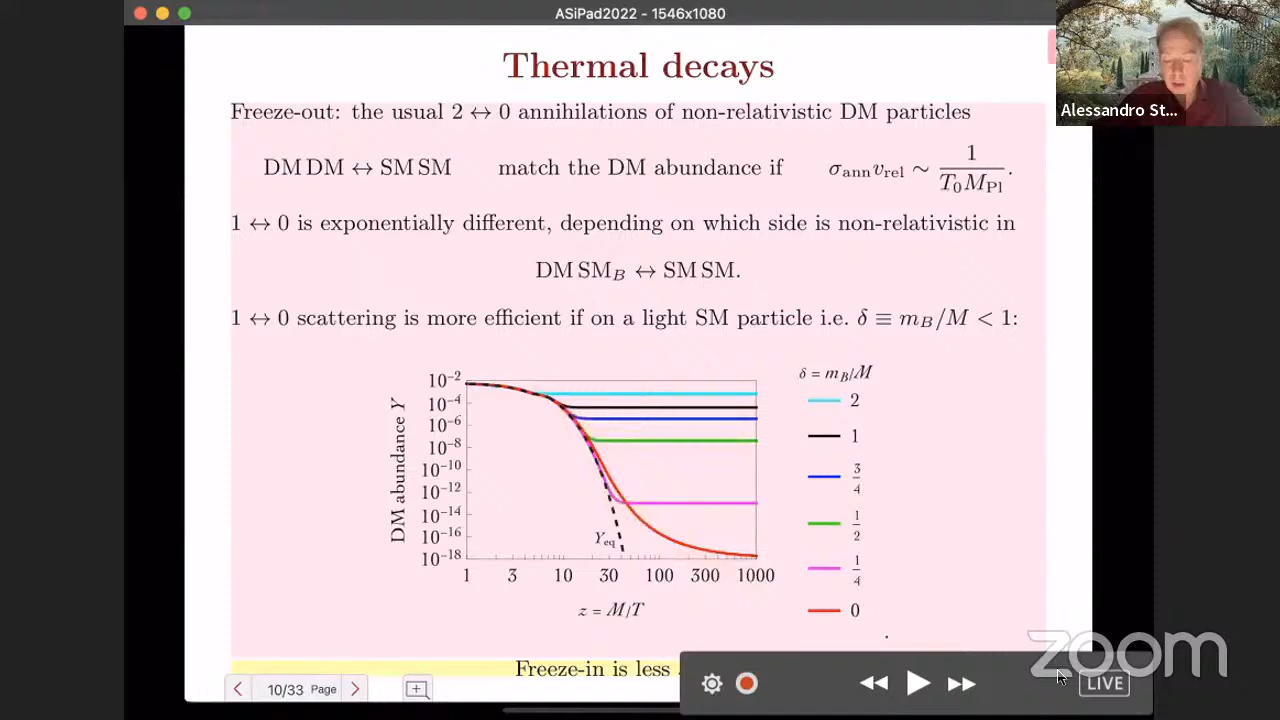 ASiPad2022 - 1546x1080
Thermal decays
Alessandro St...
Freeze-out: the usual 2 ↔ 0 annihilations of non-relativistic DM particles
DM DM ↔ SM SM match the DM abundance if σ_ann v_rel ∼ 1/(T_0 M_Pl).
1 ↔ 0 is exponentially different, depending on which side is non-relativistic in
DM SM_B ↔ SM SM.
1 ↔ 0 scattering is more efficient if on a light SM particle i.e. δ ≡ m_B/M < 1:
δ = m_B/M
2
1
3/4
1/2
1/4
0
DM abundance Y
10^−2
10^−4
10^−6
10^−8
10^−10
10^−12
10^−14
10^−16
10^−18
Y_eq
1 3 10 30 100 300 1000
z = M/T
Freeze-in is less
10/33 Page
zoom
LIVE